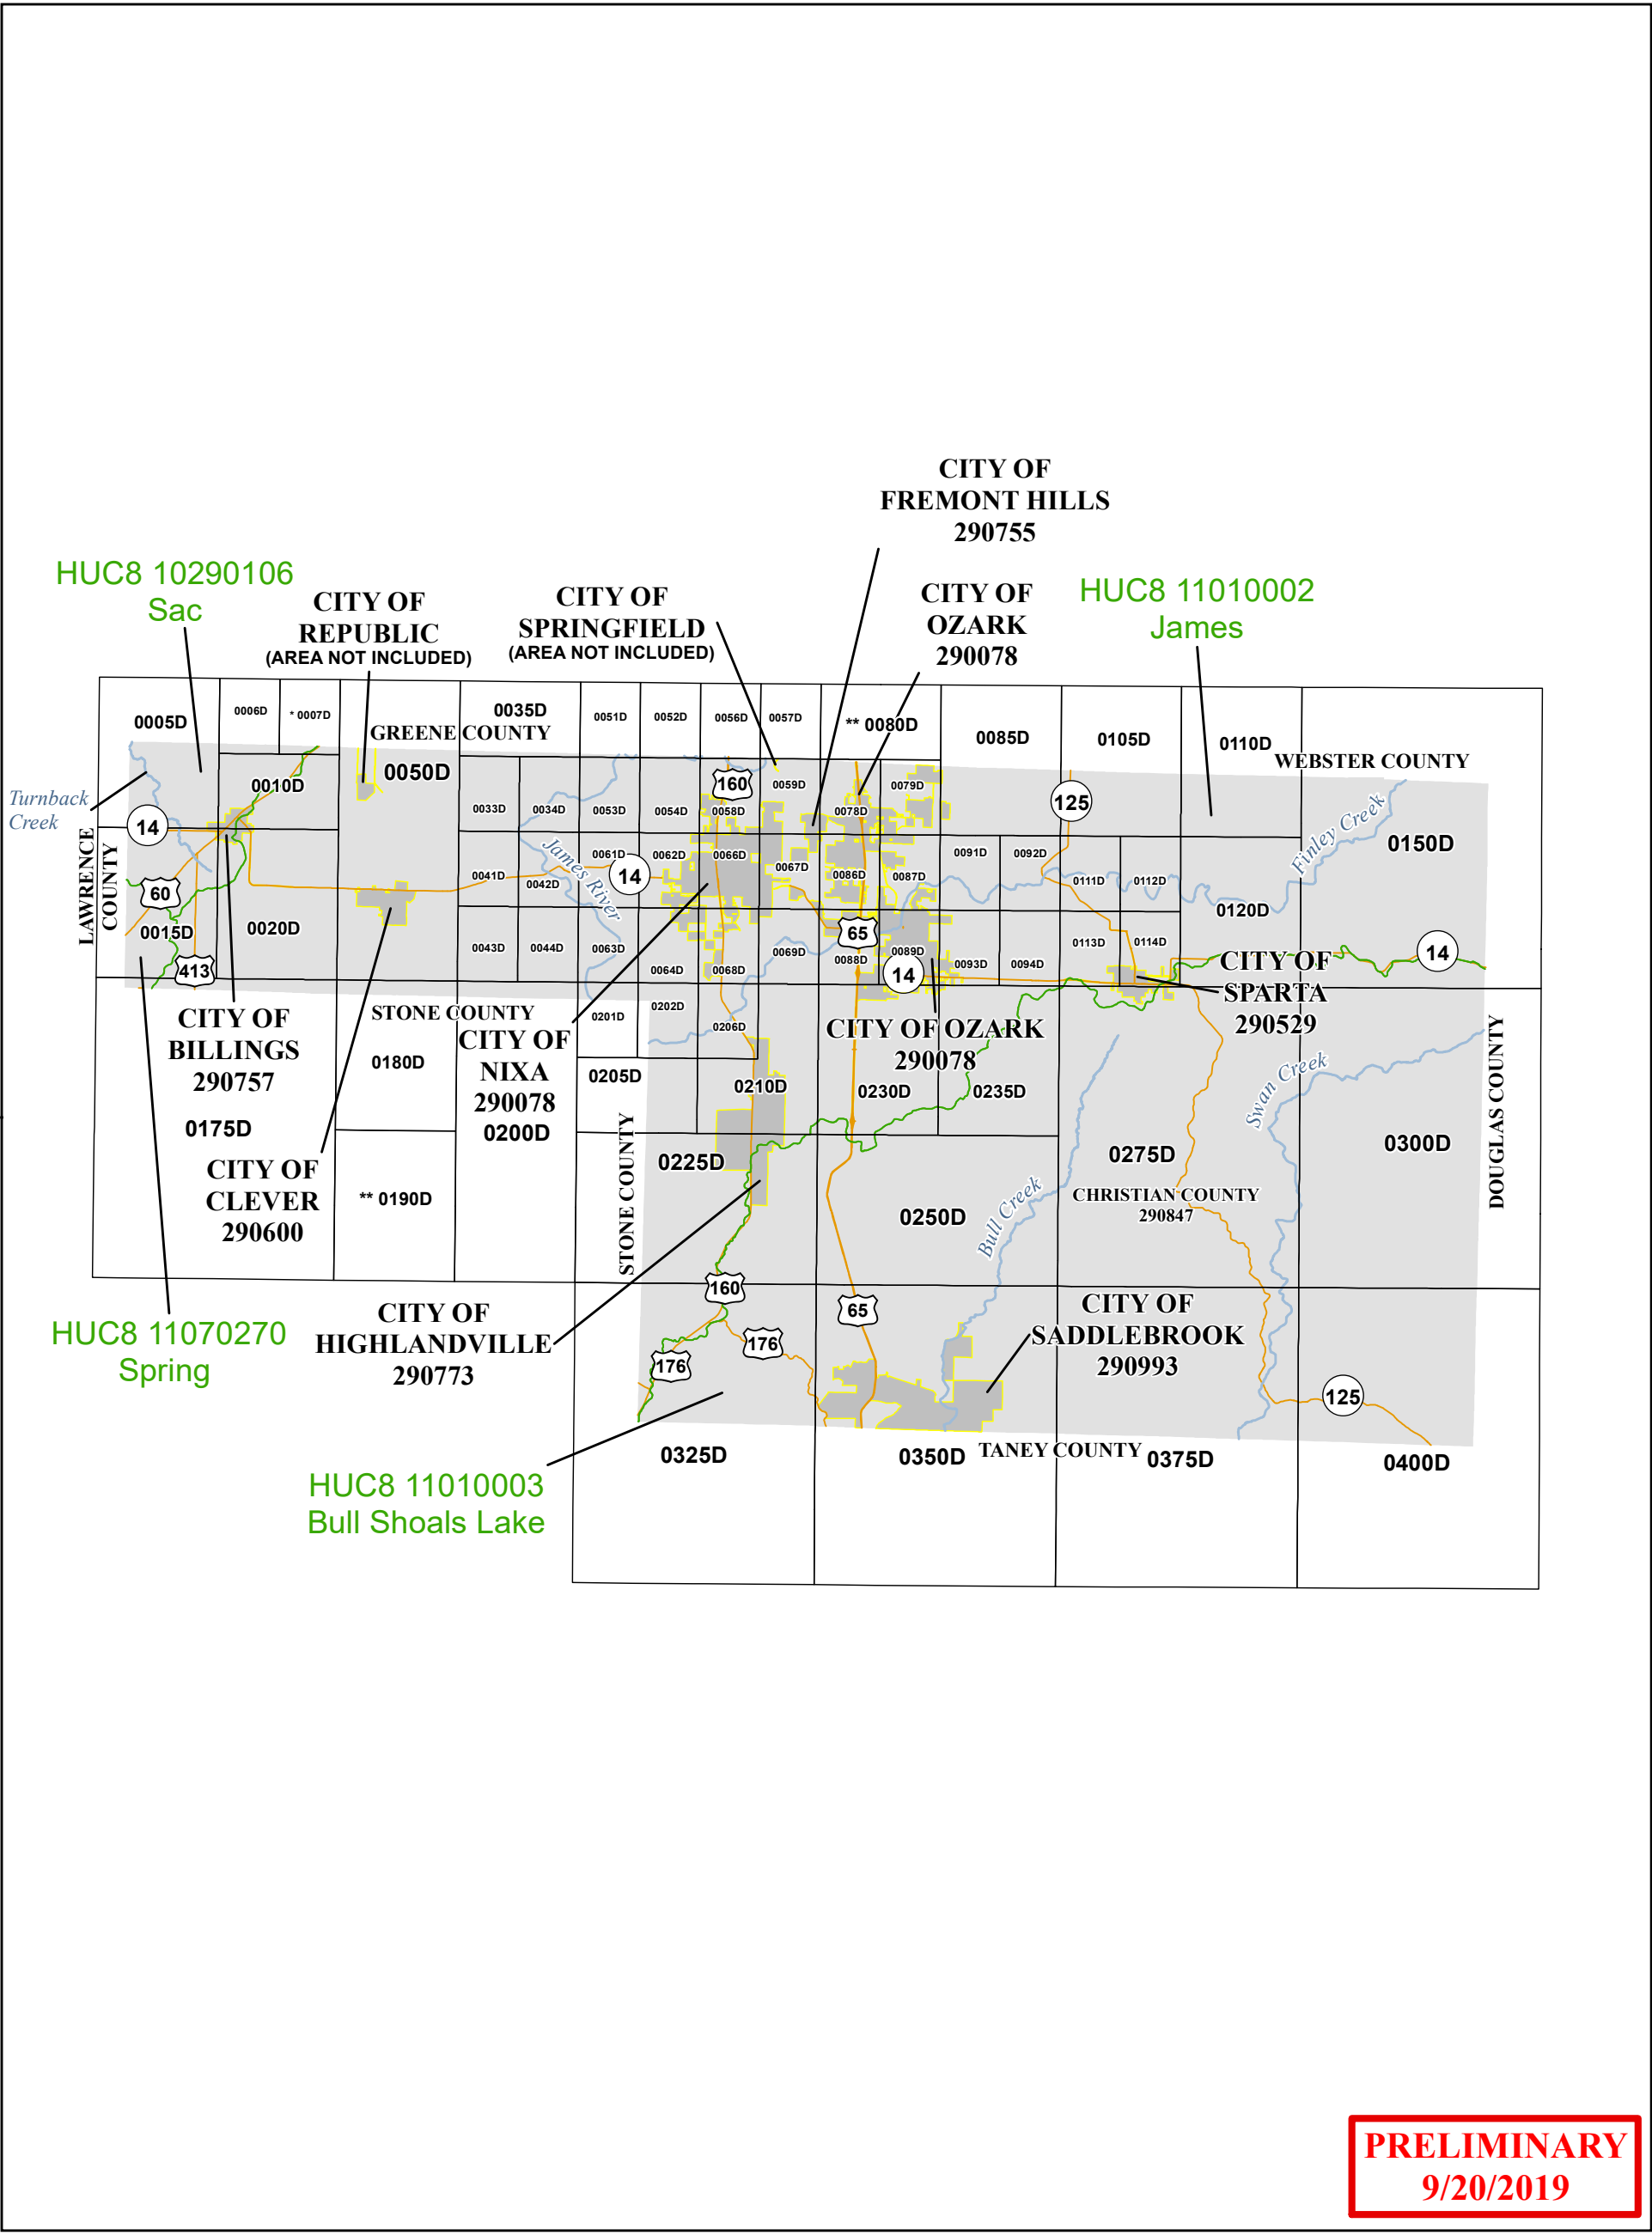 CITY OF
FREMONT HILLS
290755
HUC8 10290106
Sac
CITY OF
REPUBLIC
(AREA NOT INCLUDED)
CITY OF
SPRINGFIELD
(AREA NOT INCLUDED)
CITY OF
OZARK
290078
HUC8 11010002
James
0005D
0006D
* 0007D
0035D
0051D
0052D
0056D
0057D
** 0080D
0085D
0105D
0110D
GREENE COUNTY
WEBSTER COUNTY
0010D
0050D
160
0059D
0079D
125
Turnback
Creek
14
0033D
0034D
0053D
0054D
0058D
0078D
Finley Creek
0150D
LAWRENCE
COUNTY
James River
0061D
0062D
0066D
0067D
0091D
0092D
14
0041D
0042D
0086D
0087D
0111D
0112D
60
0120D
0015D
0020D
65
413
0043D
0044D
0063D
0064D
0068D
0069D
0088D
0089D
14
0093D
0094D
0113D
0114D
14
CITY OF
SPARTA
290529
CITY OF
BILLINGS
290757
STONE COUNTY
0201D
0202D
0206D
CITY OF OZARK
290078
CITY OF
NIXA
290078
0200D
0180D
0205D
0210D
0230D
0235D
Swan Creek
DOUGLAS COUNTY
0175D
CITY OF
CLEVER
290600
** 0190D
STONE COUNTY
0225D
0250D
Bull Creek
0275D
CHRISTIAN COUNTY
290847
0300D
160
65
HUC8 11070270
Spring
CITY OF
HIGHLANDVILLE
290773
176
176
CITY OF
SADDLEBROOK
290993
125
0325D
0350D
TANEY COUNTY
0375D
0400D
HUC8 11010003
Bull Shoals Lake
PRELIMINARY
9/20/2019